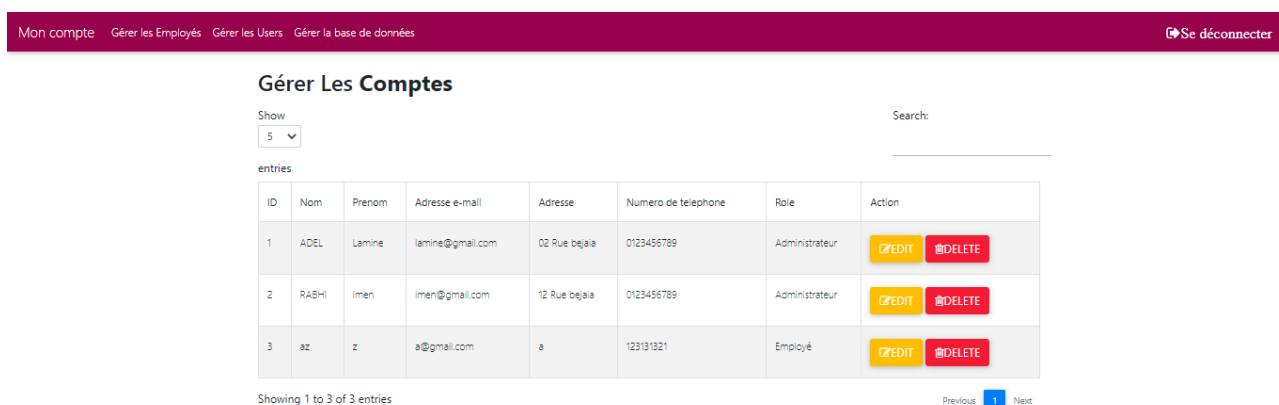 Mon compte Gérer les Employés Gérer les Users Gérer la base de données Se déconnecter
Gérer Les Comptes
Show Search:
5
entries
ID Nom Prenom Adresse e-mail Adresse Numero de telephone Role Action
1 ADEL Lamine lamine@gmail.com 02 Rue bejaia 0123456789 Administrateur EDIT DELETE
2 RABHI Imen imen@gmail.com 12 Rue bejaia 0123456789 Administrateur EDIT DELETE
3 az z a@gmail.com a 123131321 Employé EDIT DELETE
Showing 1 to 3 of 3 entries Previous 1 Next